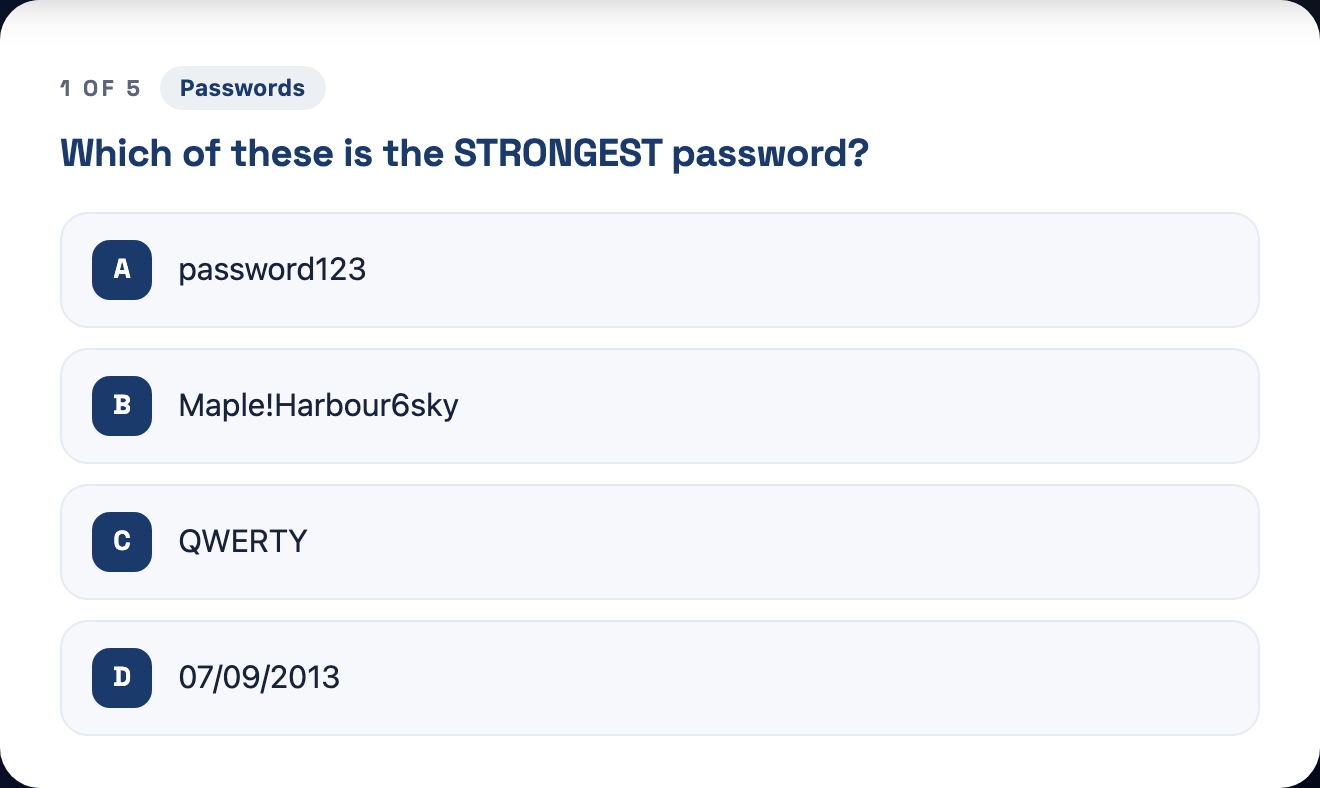 1 OF 5 Passwords
Which of these is the STRONGEST password?
A password123
B Maple!Harbour6sky
C QWERTY
D 07/09/2013